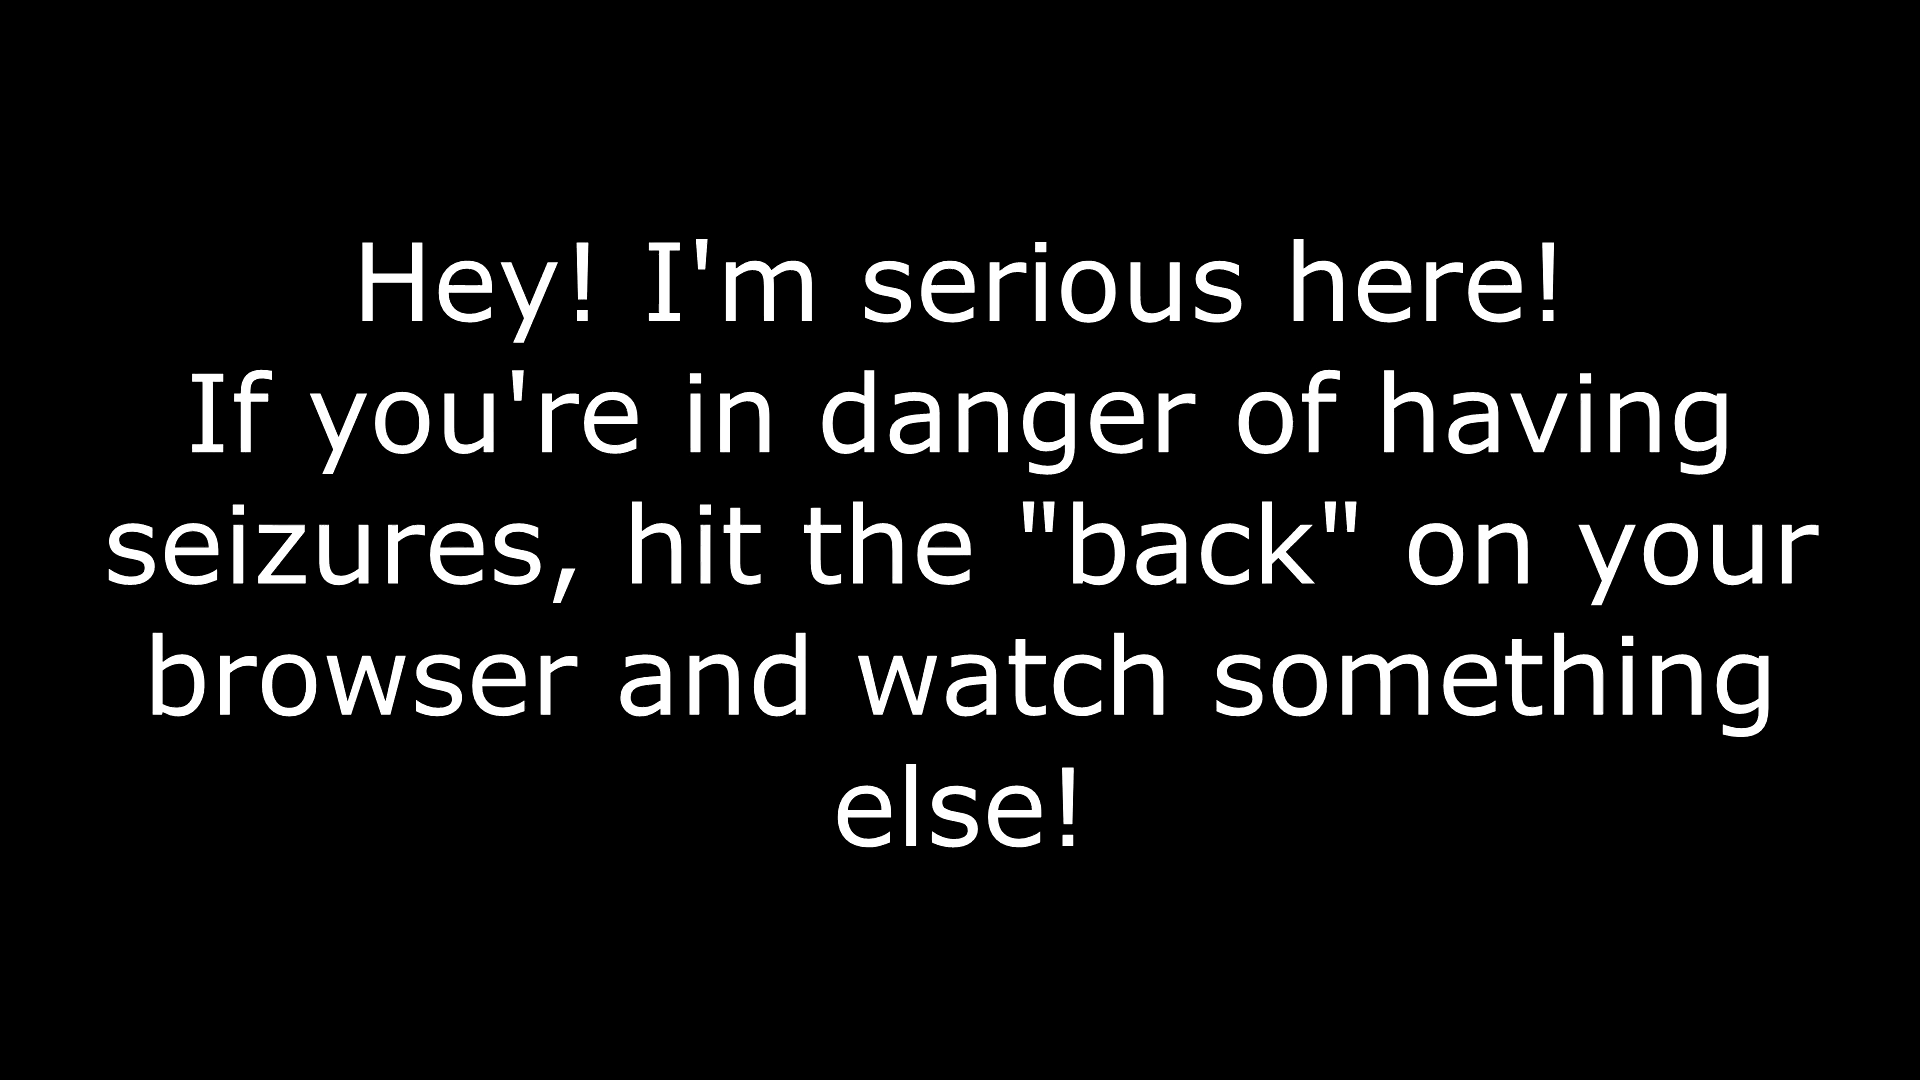 Hey! I'm serious here!
If you're in danger of having
seizures, hit the "back" on your
browser and watch something
else!